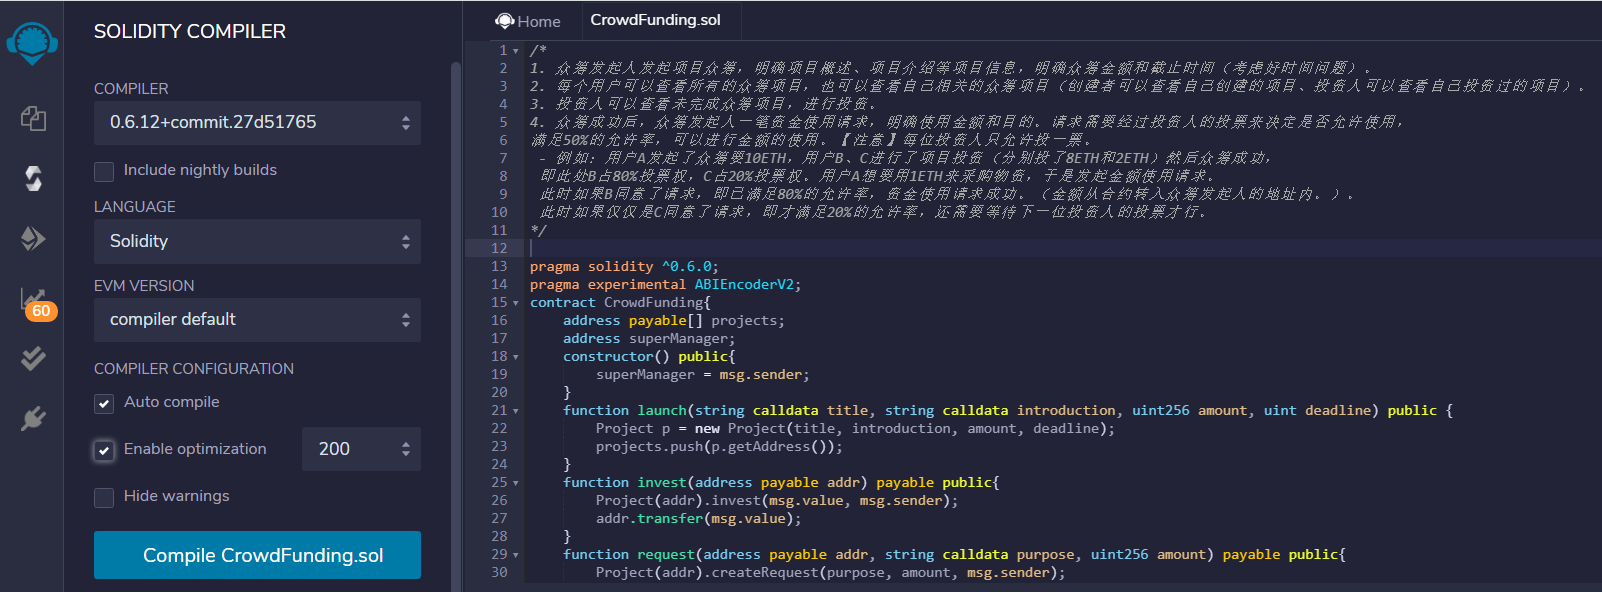 SOLIDITY COMPILER
COMPILER
0.6.12+commit.27d51765
Include nightly builds
LANGUAGE
Solidity
EVM VERSION
compiler default
COMPILER CONFIGURATION
Auto compile
Enable optimization
200
Hide warnings
Compile CrowdFunding.sol
60
Home
CrowdFunding.sol
1 /*
2 1. 众筹发起人发起项目众筹，明确项目概述、项目介绍等项目信息，明确众筹金额和截止时间（考虑好时间问题）。
3 2. 每个用户可以查看所有的众筹项目，也可以查看自己相关的众筹项目（创建者可以查看自己创建的项目、投资人可以查看自己投资过的项目）。
4 3. 投资人可以查看未完成众筹项目，进行投资。
5 4. 众筹成功后，众筹发起人一笔资金使用请求，明确使用金额和目的。请求需要经过投资人的投票来决定是否允许使用，
6 满足50%的允许率，可以进行金额的使用。【注意】每位投资人只允许投一票。
7 - 例如：用户A发起了众筹要10ETH，用户B、C进行了项目投资（分别投了8ETH和2ETH）然后众筹成功，
8 即此处B占80%投票权，C占20%投票权。用户A想要用1ETH来采购物资，于是发起金额使用请求。
9 此时如果B同意了请求，即已满足80%的允许率，资金使用请求成功。（金额从合约转入众筹发起人的地址内。）。
10 此时如果仅仅是C同意了请求，即才满足20%的允许率，还需要等待下一位投资人的投票才行。
11 */
12
13 pragma solidity ^0.6.0;
14 pragma experimental ABIEncoderV2;
15 contract CrowdFunding{
16 address payable[] projects;
17 address superManager;
18 constructor() public{
19 superManager = msg.sender;
20 }
21 function launch(string calldata title, string calldata introduction, uint256 amount, uint deadline) public {
22 Project p = new Project(title, introduction, amount, deadline);
23 projects.push(p.getAddress());
24 }
25 function invest(address payable addr) payable public{
26 Project(addr).invest(msg.value, msg.sender);
27 addr.transfer(msg.value);
28 }
29 function request(address payable addr, string calldata purpose, uint256 amount) payable public{
30 Project(addr).createRequest(purpose, amount, msg.sender);